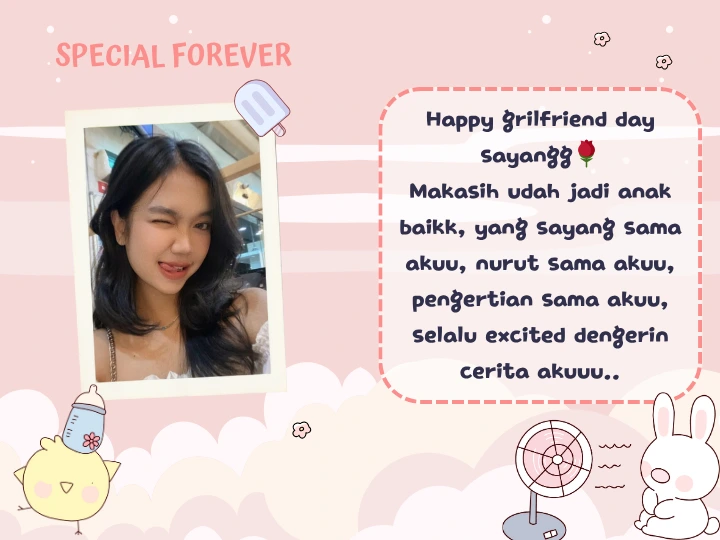 SPECIAL FOREVER
Happy grilfriend day
sayangg🌹
Makasih udah jadi anak
baikk, yang sayang sama
akuu, nurut sama akuu,
pengertian sama akuu,
selalu excited dengerin
cerita akuuu..